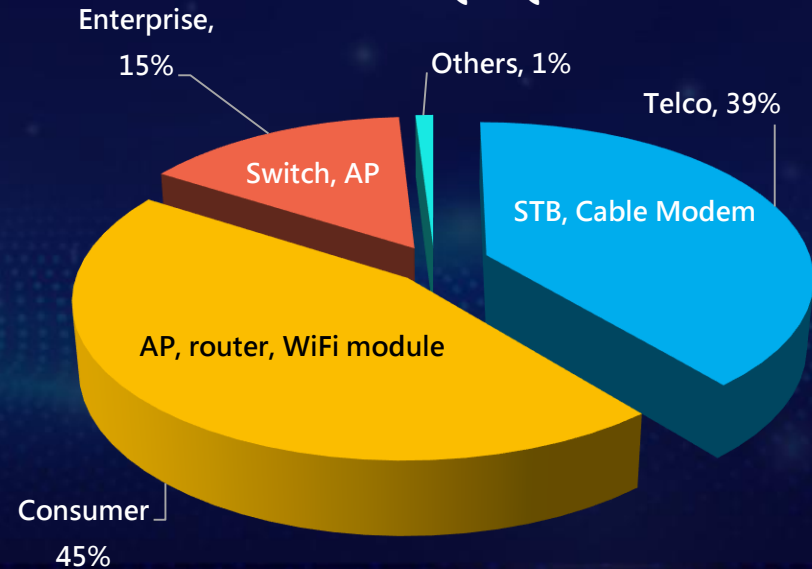 Enterprise,
15%
Others, 1%
Telco, 39%
Switch, AP
STB, Cable Modem
AP, router, WiFi module
Consumer
45%